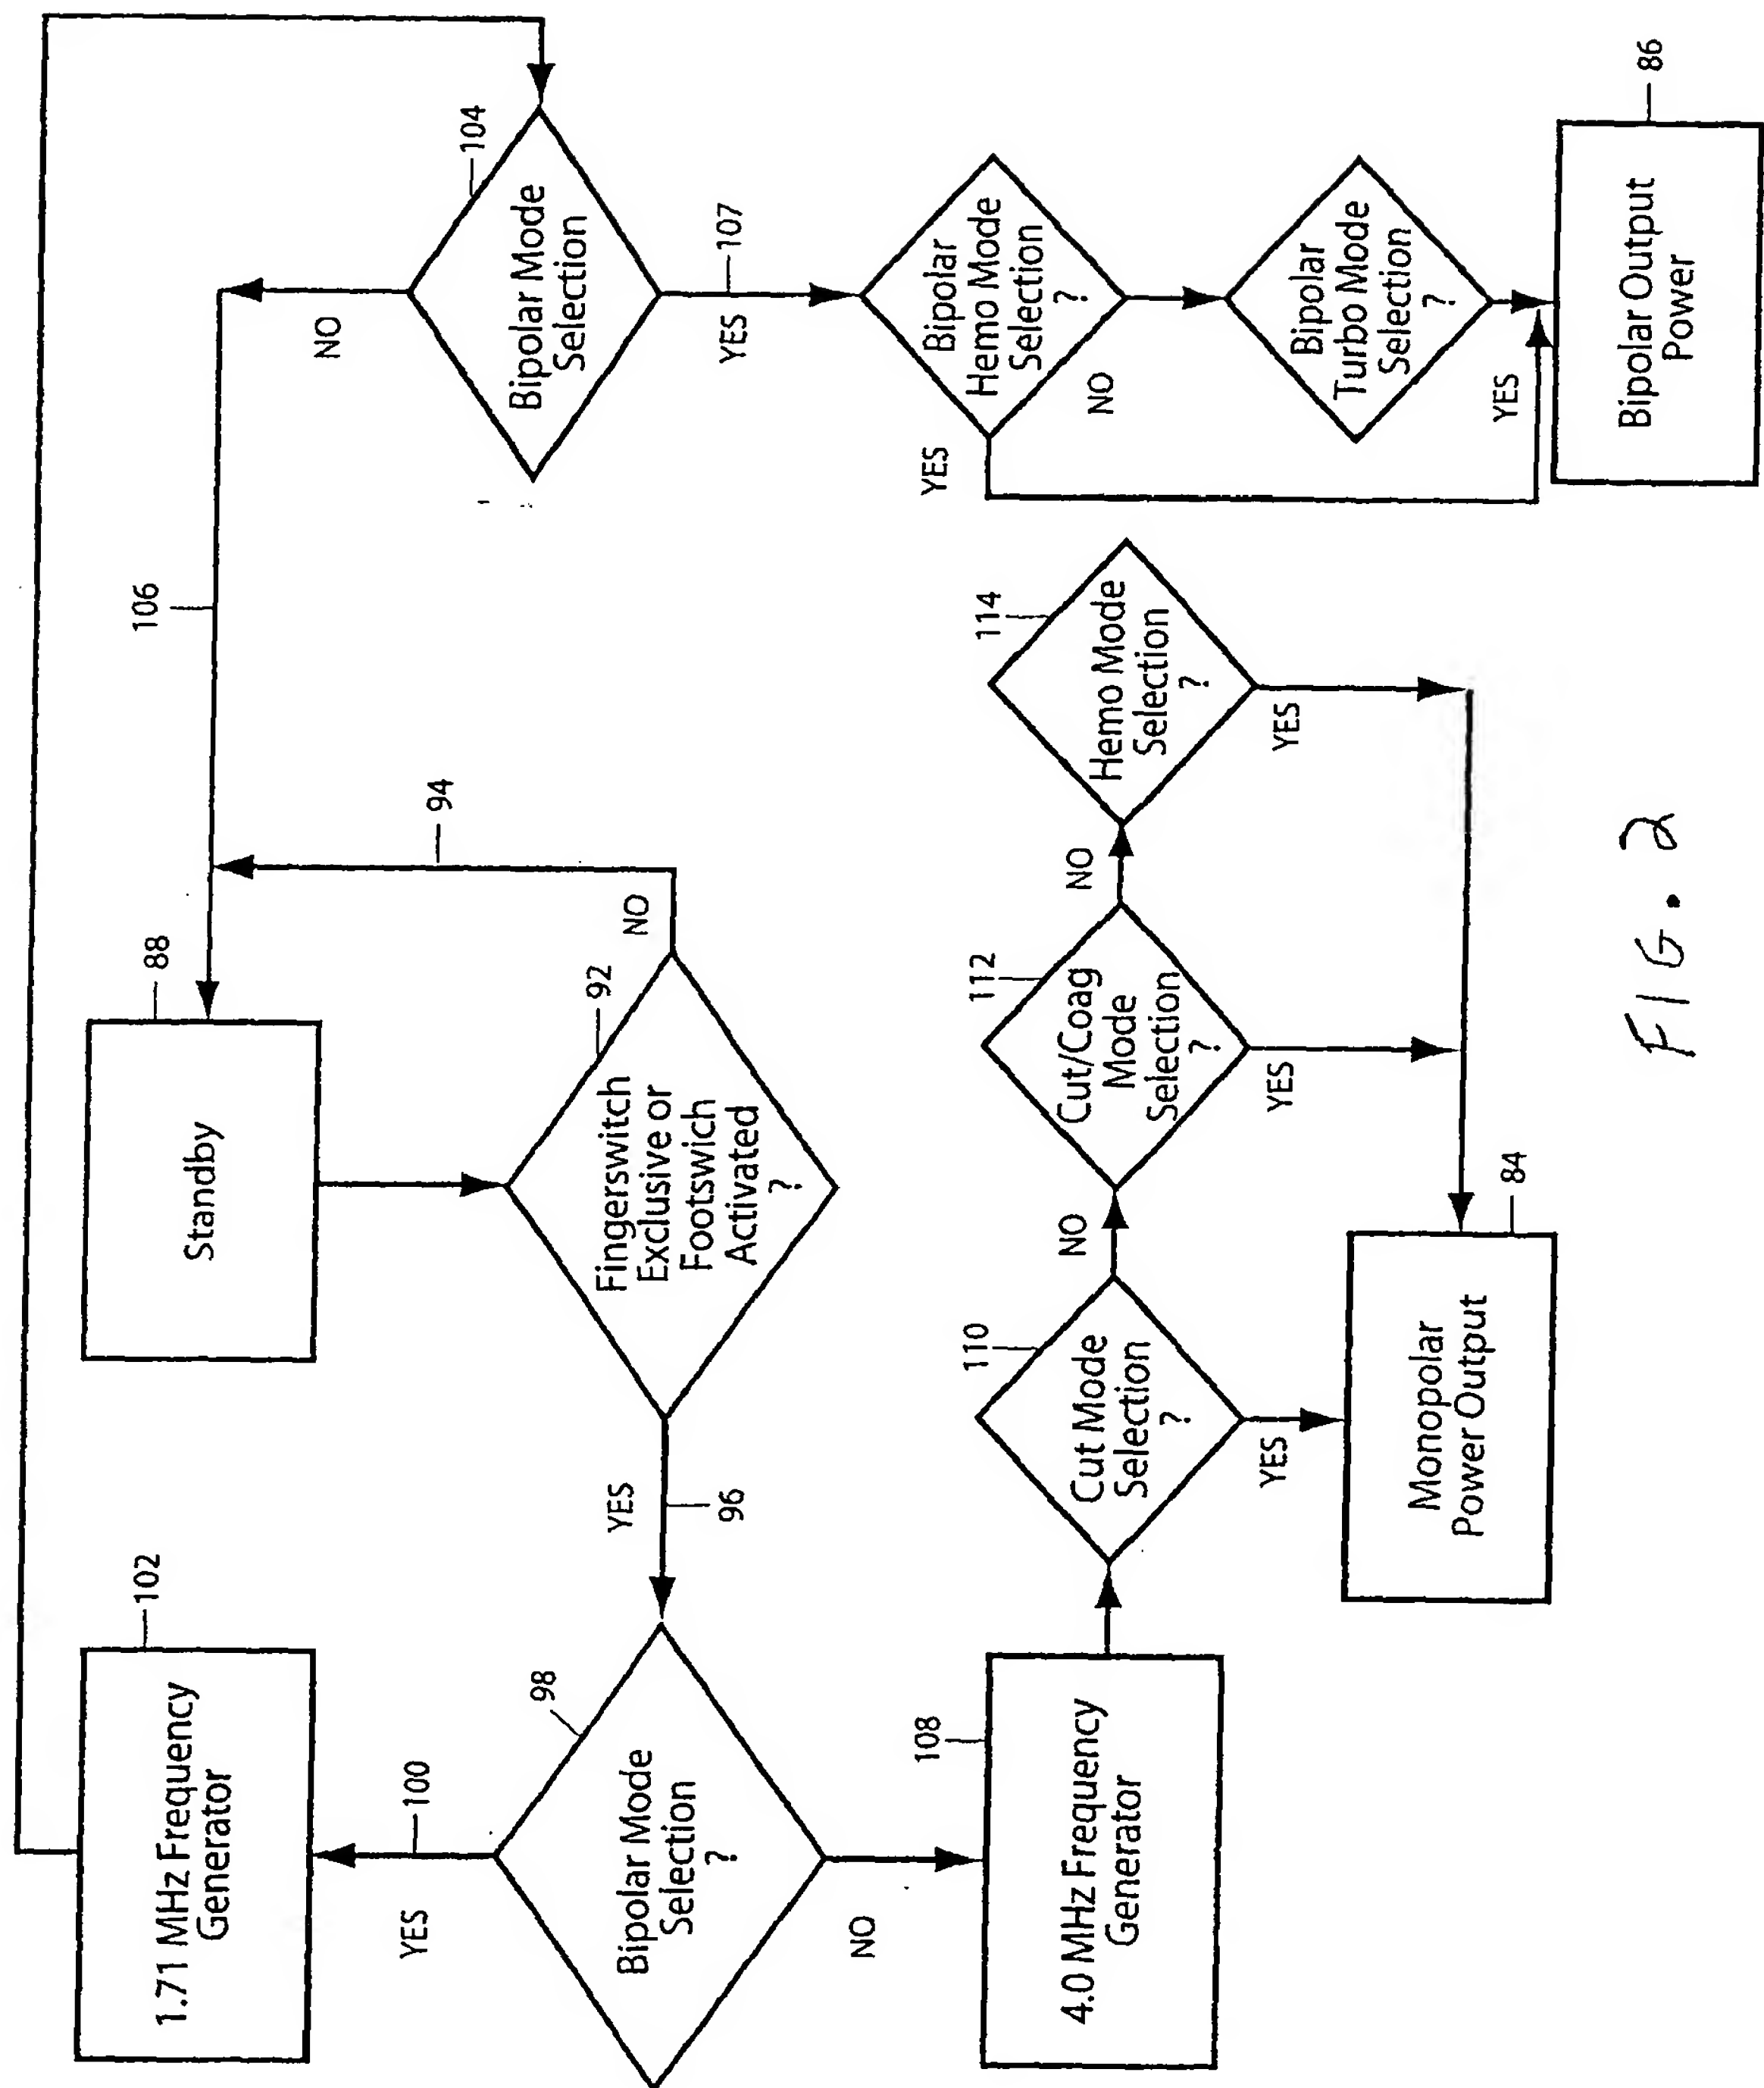 1.71 MHz Frequency
Generator
102
Standby
88
106
NO
Bipolar Mode
Selection
104
YES
100
94
NO
Bipolar Mode
Selection
?
98
YES
96
Fingerswitch
Exclusive or
Footswich
Activated
?
92
YES
107
NO
4.0 MHz Frequency
Generator
108
Cut Mode
Selection
?
110
NO
Cut/Coag
Mode
Selection
?
112
NO
Hemo Mode
Selection
?
114
YES
Bipolar
Hemo Mode
Selection
?
NO
YES
YES
YES
Bipolar
Turbo Mode
Selection
?
YES
Monopolar
Power Output
84
Bipolar Output
Power
86
FIG. 2